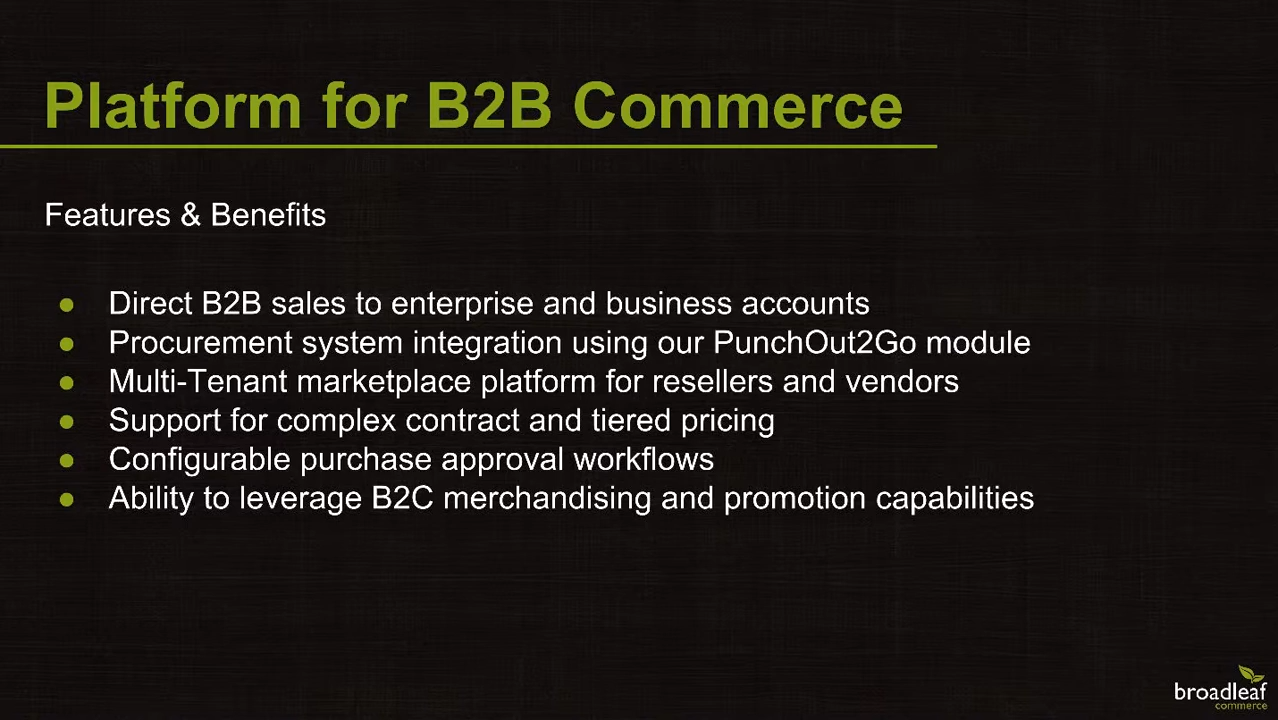 Platform for B2B Commerce
Features & Benefits
● Direct B2B sales to enterprise and business accounts
● Procurement system integration using our PunchOut2Go module
● Multi-Tenant marketplace platform for resellers and vendors
● Support for complex contract and tiered pricing
● Configurable purchase approval workflows
● Ability to leverage B2C merchandising and promotion capabilities
broadleaf
commerce